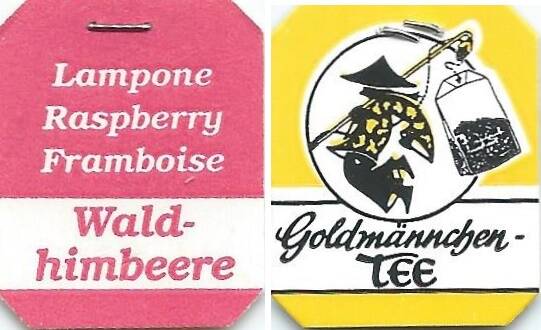 Lampone
Raspberry
Framboise
Wald-
himbeere
Goldmännchen-
TEE